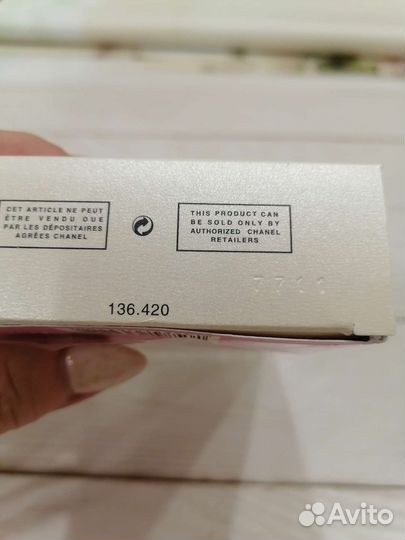 CET ARTICLE NE PEUT
ÊTRE VENDU QUE
PAR LES DÉPOSITAIRES
AGRÉES CHANEL
THIS PRODUCT CAN
BE SOLD ONLY BY
AUTHORIZED CHANEL
RETAILERS
136.420
Avito